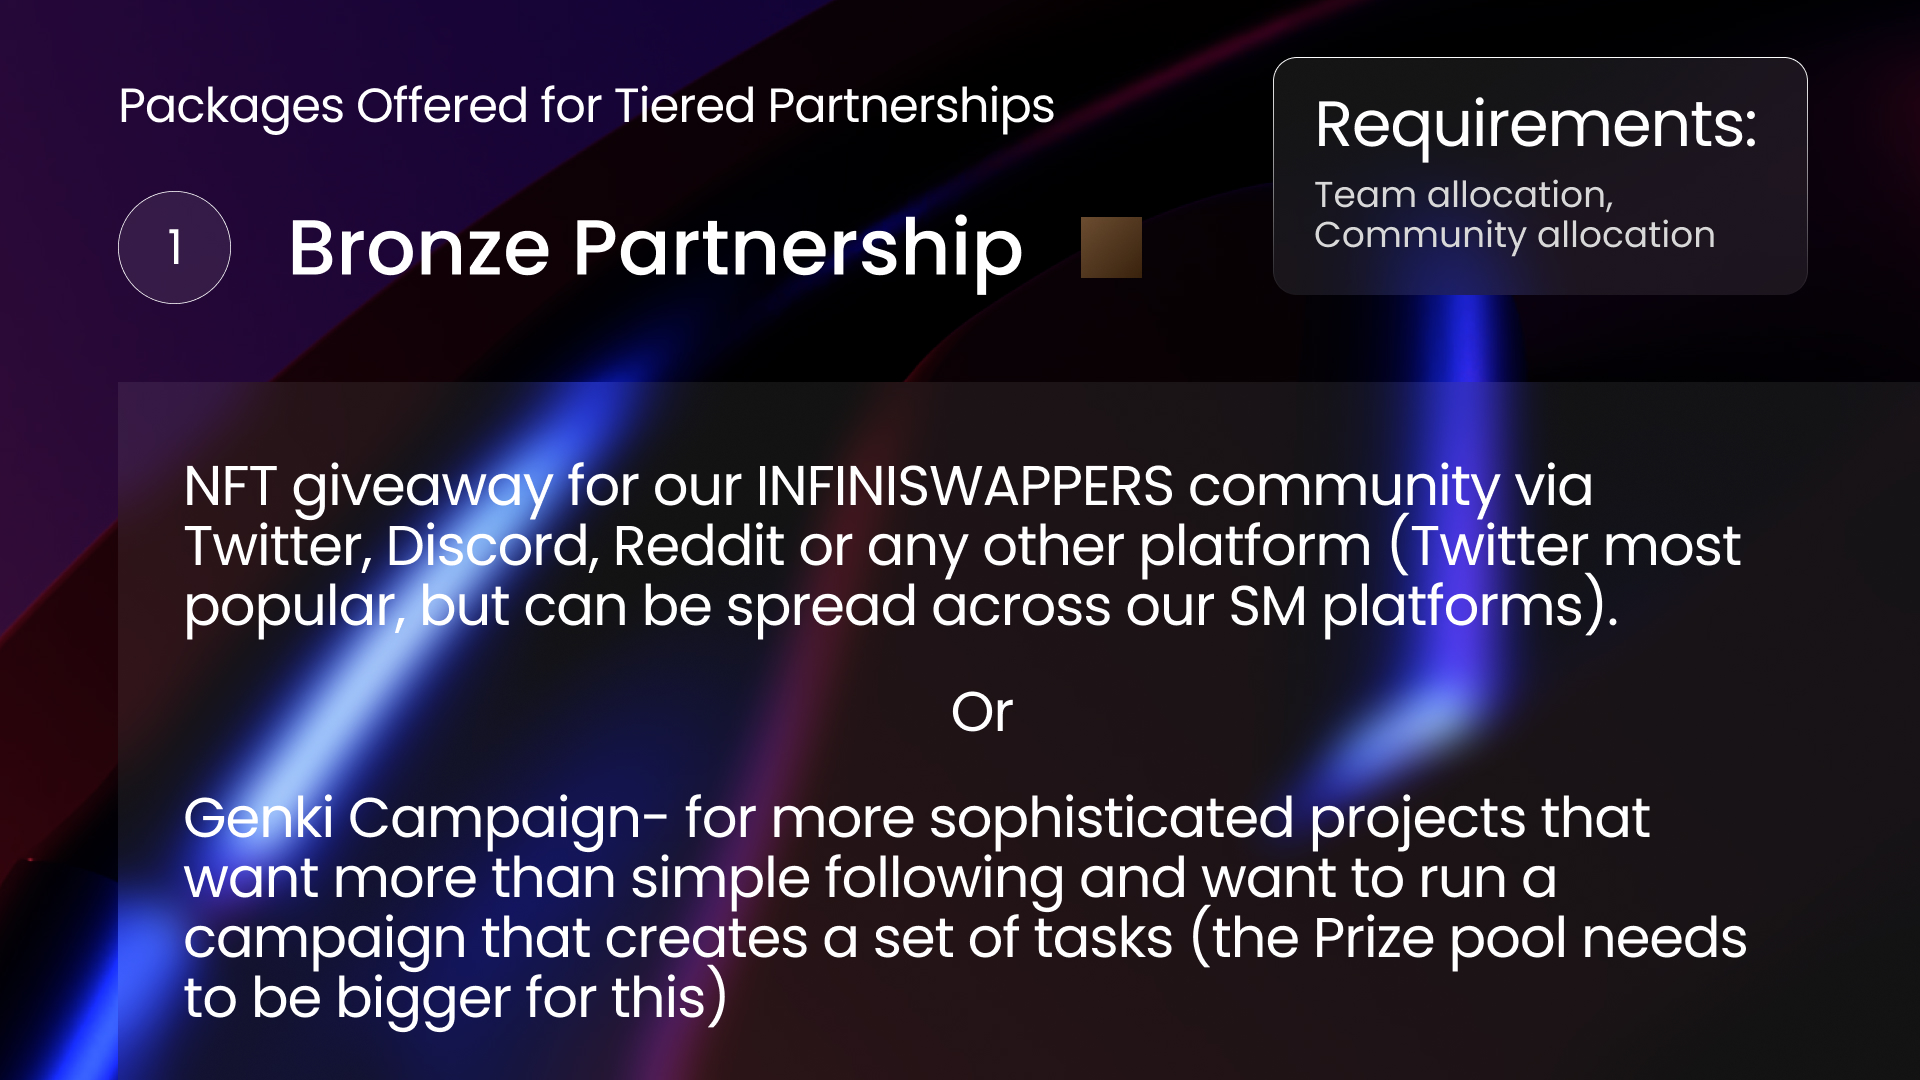 Packages Offered for Tiered Partnerships
1
Bronze Partnership
Requirements:
Team allocation,
Community allocation
NFT giveaway for our INFINISWAPPERS community via
Twitter, Discord, Reddit or any other platform (Twitter most
popular, but can be spread across our SM platforms).
Or
Genki Campaign- for more sophisticated projects that
want more than simple following and want to run a
campaign that creates a set of tasks (the Prize pool needs
to be bigger for this)